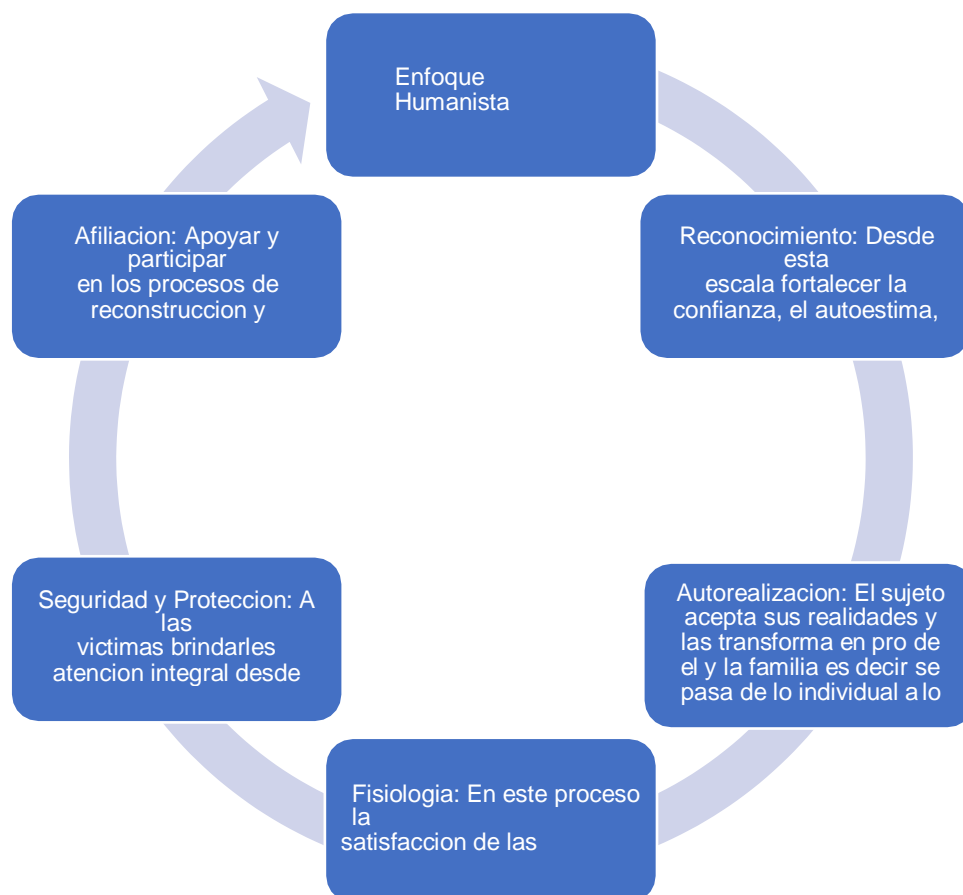 Enfoque
Humanista
Reconocimiento: Desde
esta
escala fortalecer la
confianza, el autoestima,
Autorealizacion: El sujeto
acepta sus realidades y
las transforma en pro de
el y la familia es decir se
pasa de lo individual a lo
Fisiologia: En este proceso
la
satisfaccion de las
Seguridad y Proteccion: A
las
victimas brindarles
atencion integral desde
Afiliacion: Apoyar y
participar
en los procesos de
reconstruccion y